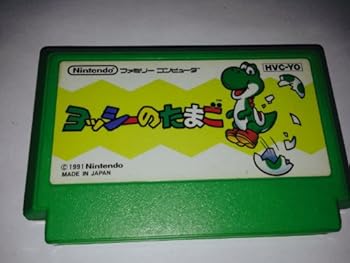 Nintendo ファミリー コンピュータ HVC-YO
ヨッシーのたまご
© 1991 Nintendo
MADE IN JAPAN